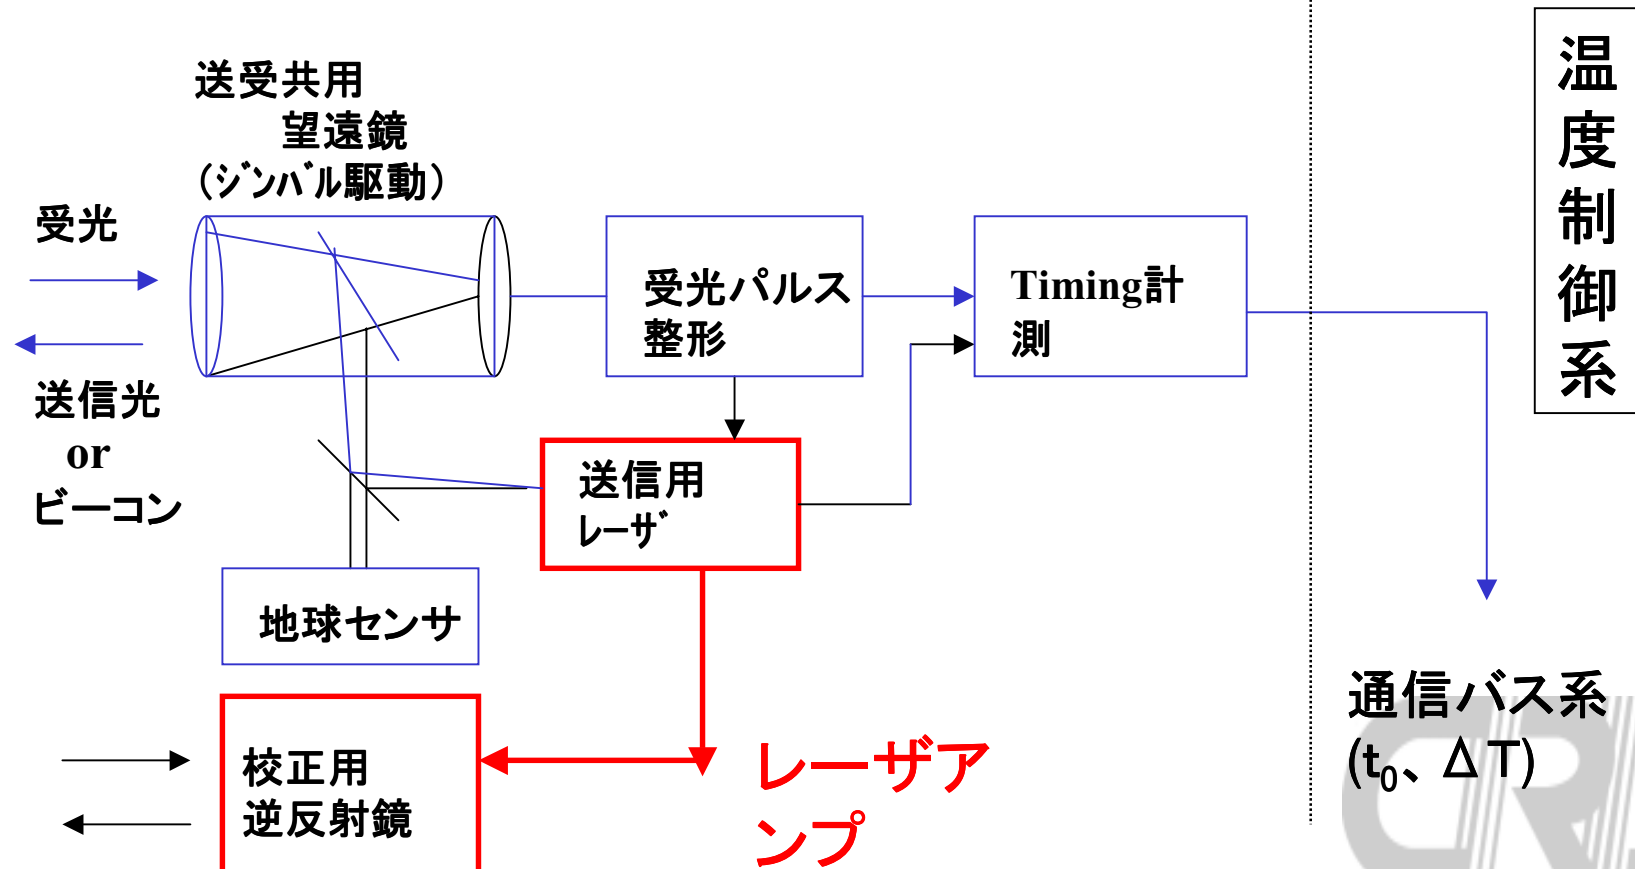 送受共用
望遠鏡
(ｼﾞﾝﾊﾞﾙ駆動)
受光
送信光
or
ビーコン
受光パルス
整形
Timing計
測
送信用
ﾚｰｻﾞ
地球センサ
校正用
逆反射鏡
レーザア
ンプ
温
度
制
御
系
通信バス系
(t₀、ΔT)
CRL